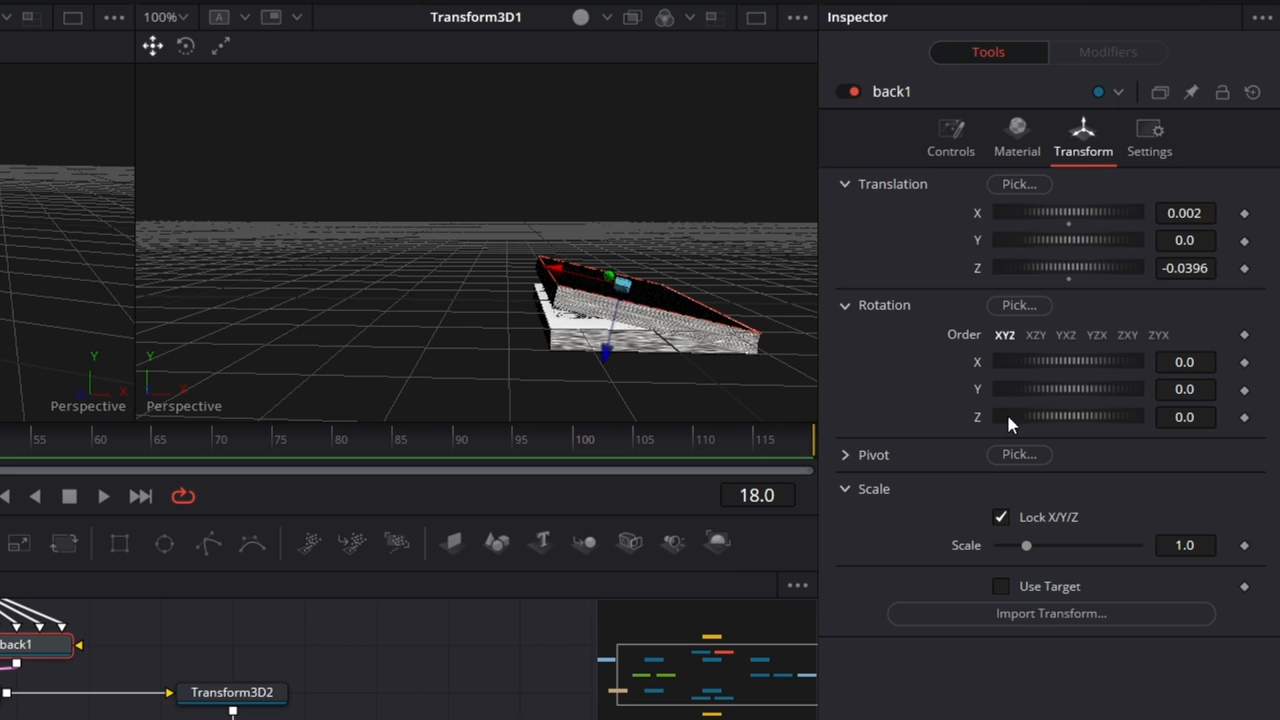 100% A Transform3D1
Inspector
Tools Modifiers
back1
Controls Material Transform Settings
Translation Pick...
X 0.002
Y 0.0
Z -0.0396
Rotation Pick...
Order XYZ XZY YXZ YZX ZXY ZYX
X 0.0
Y 0.0
Z 0.0
Pivot Pick...
Scale
Lock X/Y/Z
Scale 1.0
Use Target
Import Transform...
Y X
Perspective
Y X
Perspective
55 60 65 70 75 80 85 90 95 100 105 110 115
18.0
T
back1
Transform3D2